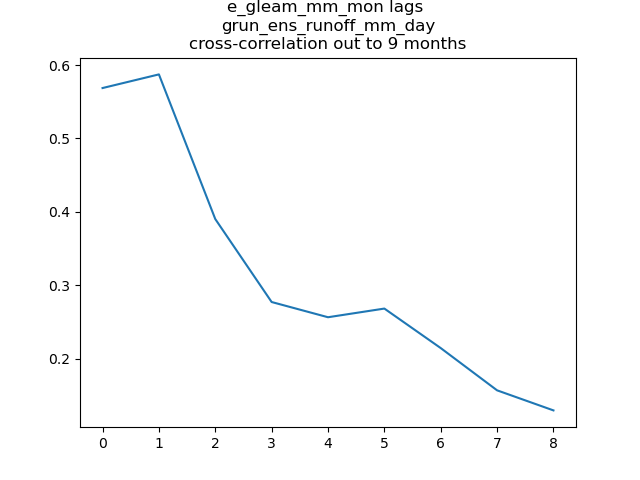 e_gleam_mm_mon lags
grun_ens_runoff_mm_day
cross-correlation out to 9 months
0.6
0.5
0.4
0.3
0.2
0 1 2 3 4 5 6 7 8